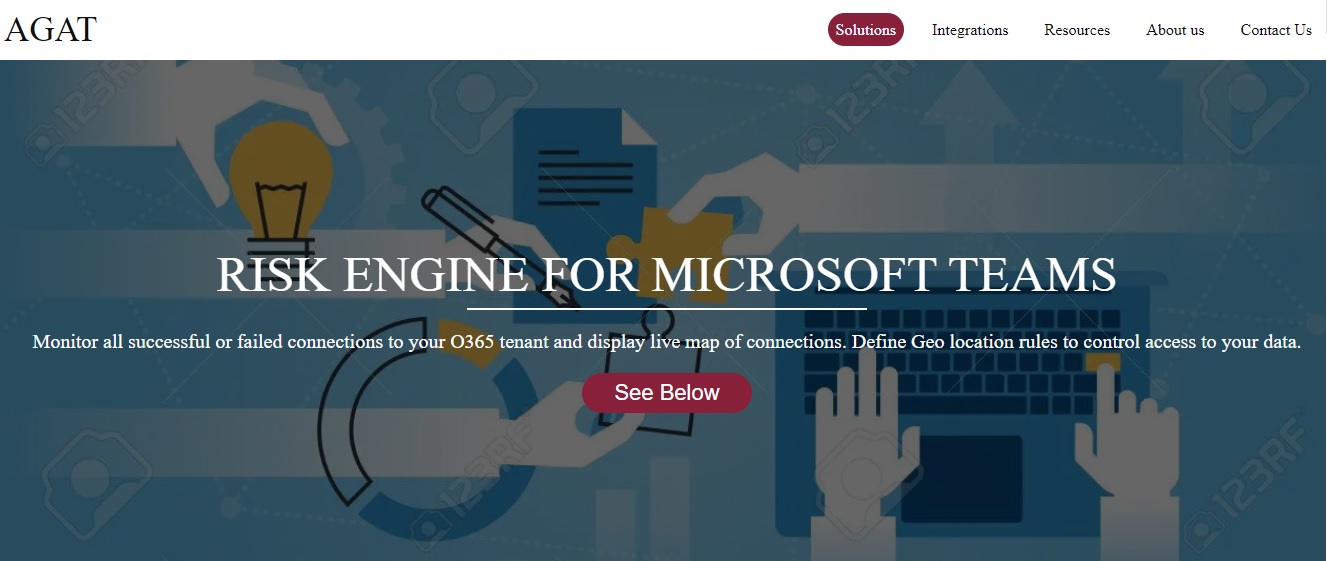 AGAT
Solutions Integrations Resources About us Contact Us
RISK ENGINE FOR MICROSOFT TEAMS
Monitor all successful or failed connections to your O365 tenant and display live map of connections. Define Geo location rules to control access to your data.
See Below
123RF
123RF
123RF
123RF
123RF